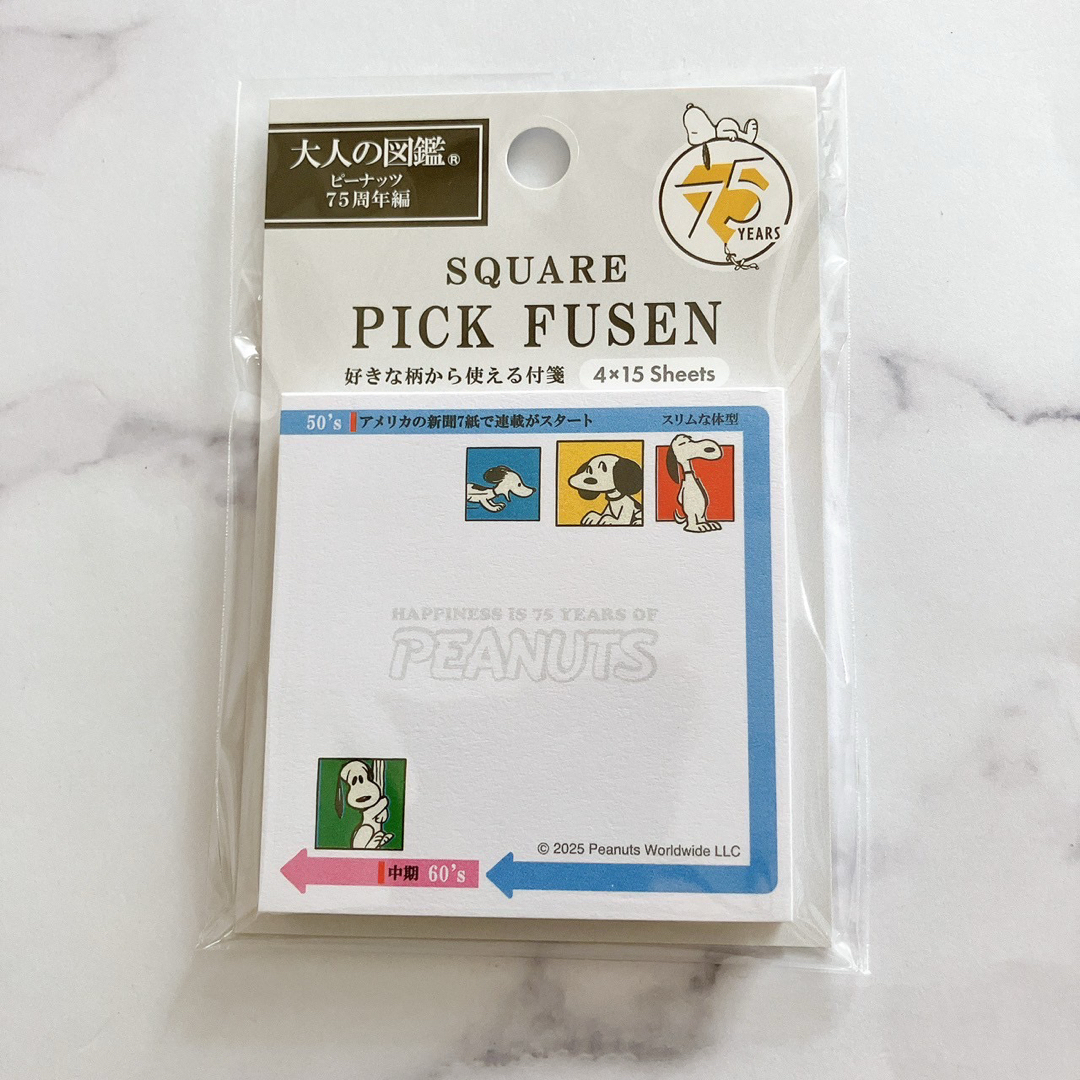 大人の図鑑®
ピーナッツ
75周年編
75
YEARS
SQUARE
PICK FUSEN
好きな柄から使える付箋 4×15 Sheets
50's アメリカの新聞7紙で連載がスタート スリムな体型
HAPPINESS IS 75 YEARS OF
PEANUTS
© 2025 Peanuts Worldwide LLC
中期 60's